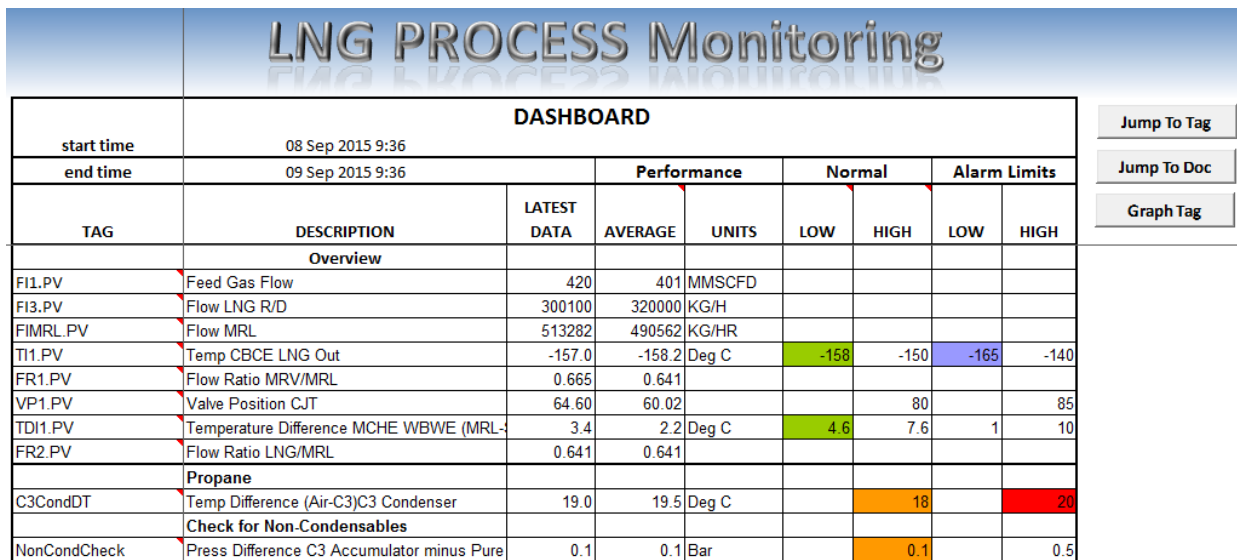 LNG PROCESS Monitoring
DASHBOARD
start time 08 Sep 2015 9:36
end time 09 Sep 2015 9:36 Performance Normal Alarm Limits
TAG DESCRIPTION LATEST DATA AVERAGE UNITS LOW HIGH LOW HIGH
Overview
FI1.PV Feed Gas Flow 420 401 MMSCFD
FI3.PV Flow LNG R/D 300100 320000 KG/H
FIMRL.PV Flow MRL 513282 490562 KG/HR
TI1.PV Temp CBCE LNG Out -157.0 -158.2 Deg C -158 -150 -165 -140
FR1.PV Flow Ratio MRV/MRL 0.665 0.641
VP1.PV Valve Position CJT 64.60 60.02 80 85
TDI1.PV Temperature Difference MCHE WBWE (MRL- 3.4 2.2 Deg C 4.6 7.6 1 10
FR2.PV Flow Ratio LNG/MRL 0.641 0.641
Propane
C3CondDT Temp Difference (Air-C3)C3 Condenser 19.0 19.5 Deg C 18 20
Check for Non-Condensables
NonCondCheck Press Difference C3 Accumulator minus Pure 0.1 0.1 Bar 0.1 0.5
Jump To Tag
Jump To Doc
Graph Tag